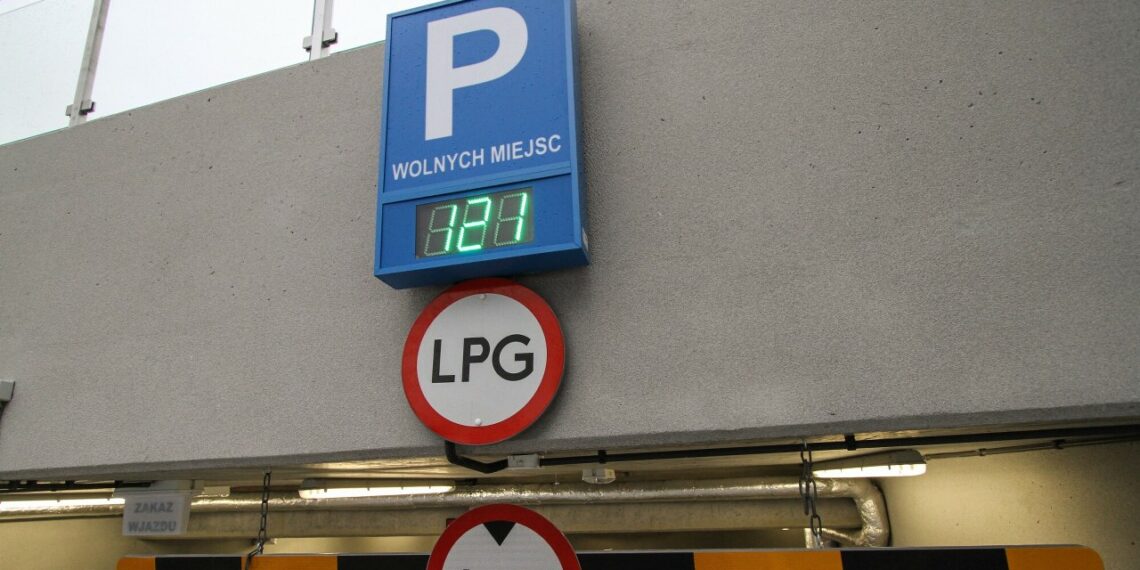 P
WOLNYCH MIEJSC
121
LPG
ZAKAZ
WJAZDU